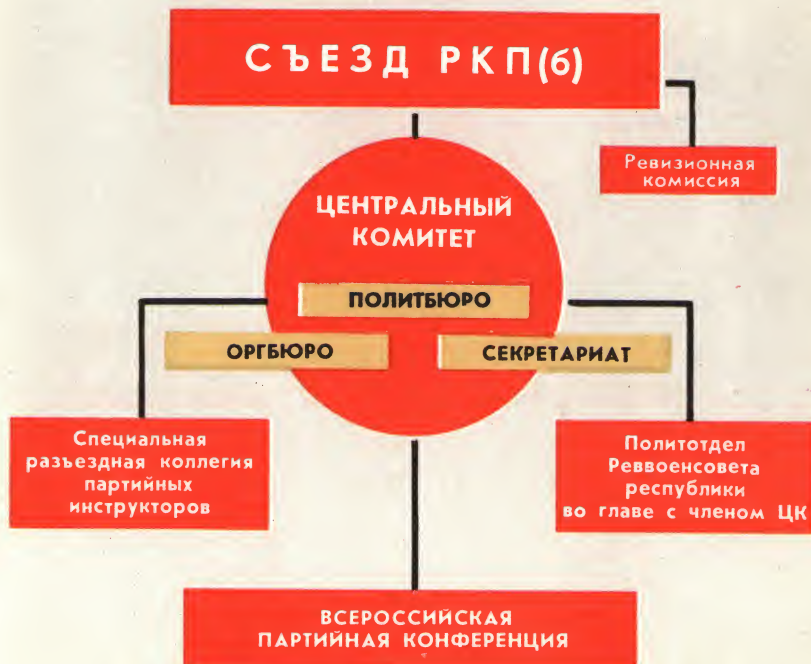 СЪЕЗД РКП(б)
Ревизионная
комиссия
ЦЕНТРАЛЬНЫЙ
КОМИТЕТ
ПОЛИТБЮРО
ОРГБЮРО
СЕКРЕТАРИАТ
Специальная
разъездная коллегия
партийных
инструкторов
Политотдел
Реввоенсовета
республики
во главе с членом ЦК
ВСЕРОССИЙСКАЯ
ПАРТИЙНАЯ КОНФЕРЕНЦИЯ